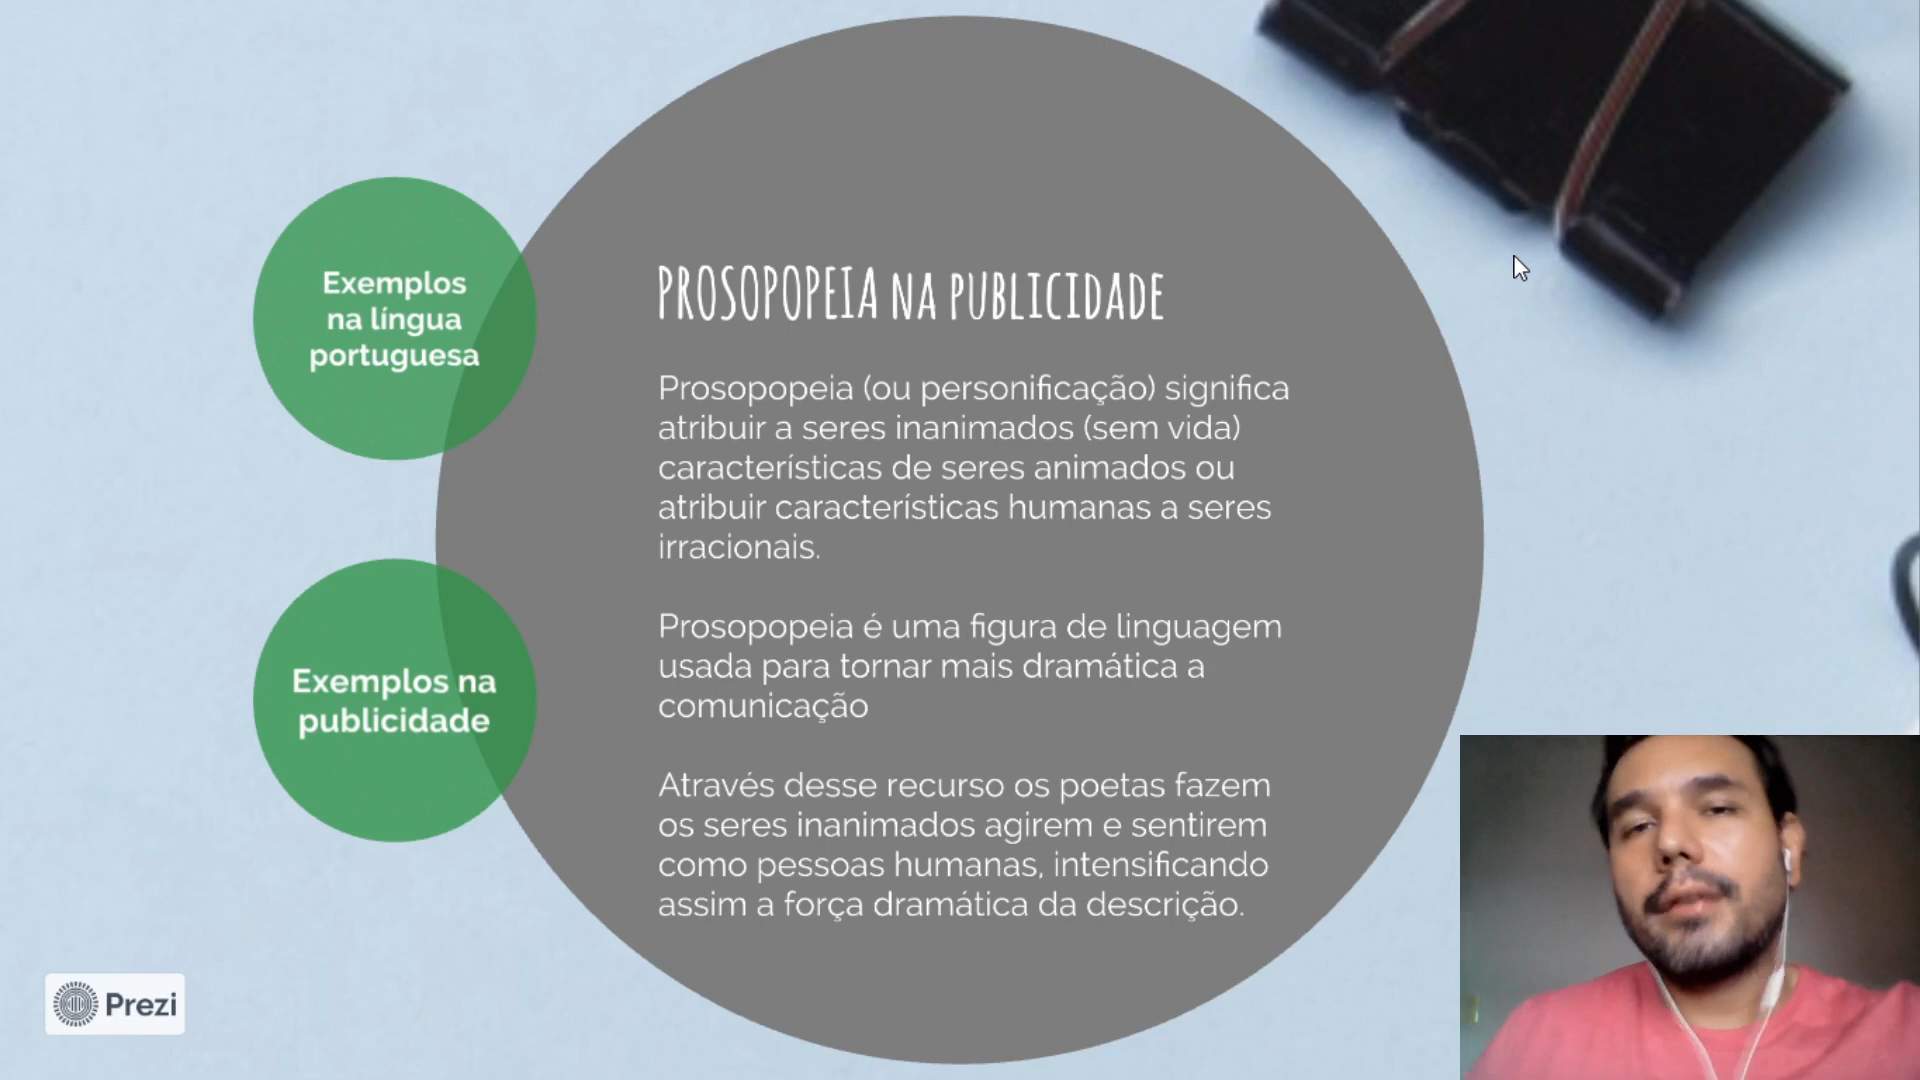 Exemplos
na língua
portuguesa
Exemplos na
publicidade
PROSOPOPEIA NA PUBLICIDADE
Prosopopeia (ou personificação) significa
atribuir a seres inanimados (sem vida)
características de seres animados ou
atribuir características humanas a seres
irracionais.
Prosopopeia é uma figura de linguagem
usada para tornar mais dramática a
comunicação
Através desse recurso os poetas fazem
os seres inanimados agirem e sentirem
como pessoas humanas, intensificando
assim a força dramática da descrição.
Prezi